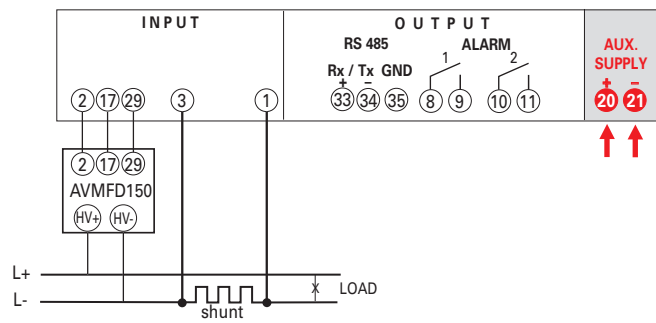 INPUT
OUTPUT
RS 485
ALARM
AUX.
SUPPLY
1
2
Rx / Tx GND
+ −
+ −
2 17 29 3 1 33 34 35 8 9 10 11 20 21
2 17 29
AVMFD150
HV+ HV-
L+
X LOAD
L-
shunt